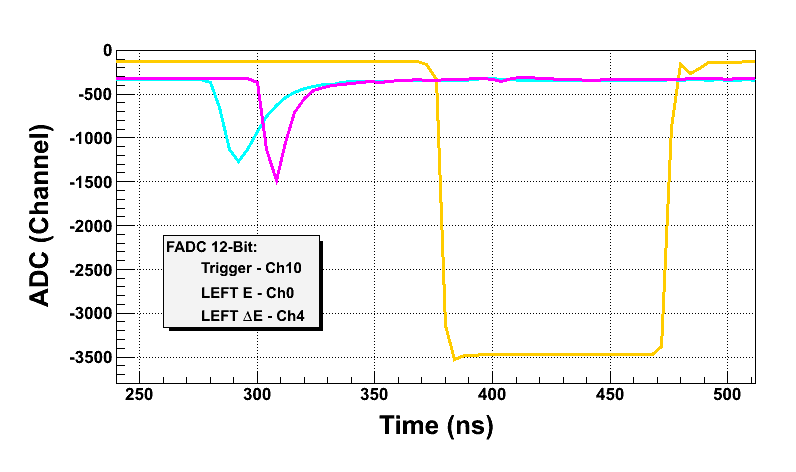 0
-500
-1000
-1500
-2000
-2500
-3000
-3500
ADC (Channel)
FADC 12-Bit:
Trigger - Ch10
LEFT E - Ch0
LEFT ΔE - Ch4
250 300 350 400 450 500
Time (ns)